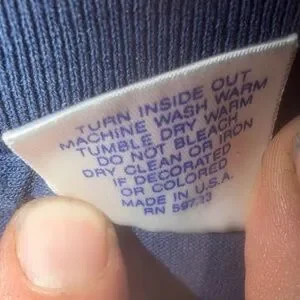 TURN INSIDE OUT
MACHINE WASH WARM
TUMBLE DRY WARM
DO NOT BLEACH
DRY CLEAN OR IRON
IF DECORATED
OR COLORED
MADE IN U.S.A.
RN